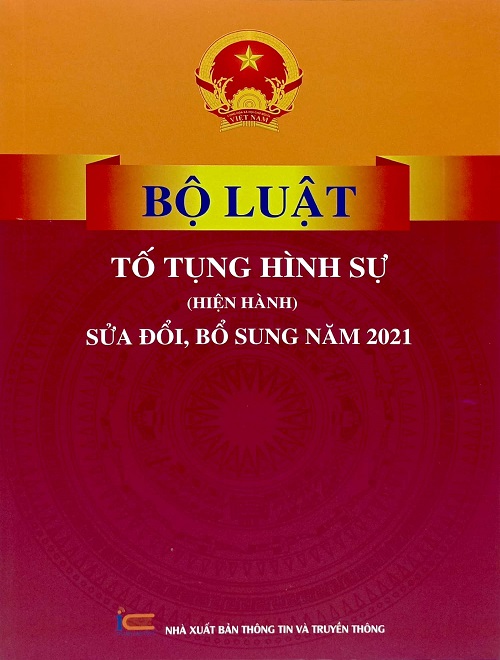 VIỆT NAM
BỘ LUẬT
TỐ TỤNG HÌNH SỰ
(HIỆN HÀNH)
SỬA ĐỔI, BỔ SUNG NĂM 2021
NHÀ XUẤT BẢN THÔNG TIN VÀ TRUYỀN THÔNG